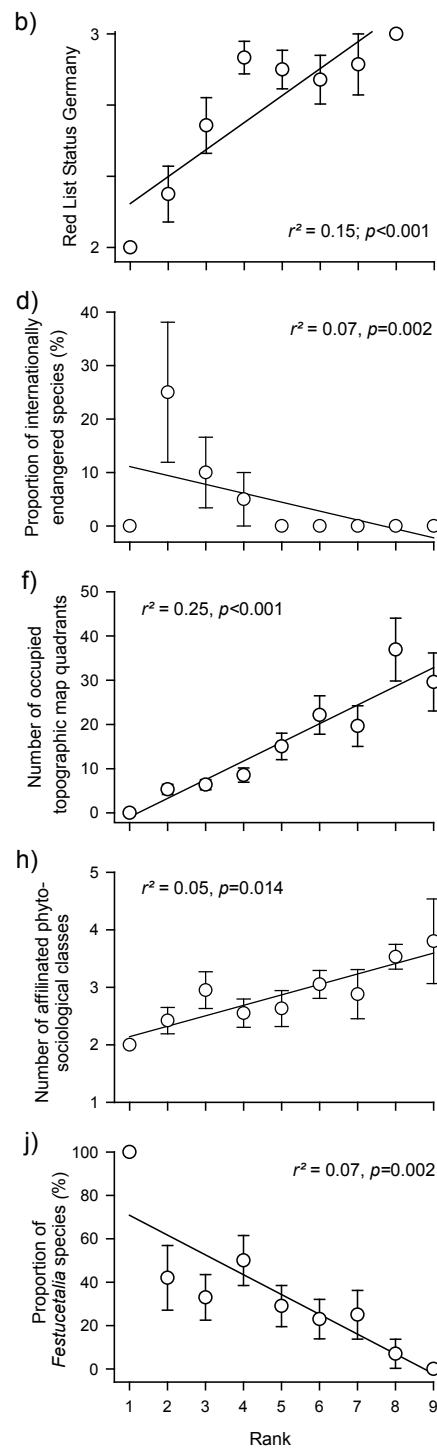 b)
3
2
Red List Status Germany
r² = 0.15; p<0.001
d)
40
30
20
10
0
Proportion of internationally
endangered species (%)
r² = 0.07, p=0.002
f)
50
40
30
20
10
0
Number of occupied
topographic map quadrants
r² = 0.25, p<0.001
h)
5
4
3
2
1
Number of affilinated phyto-
sociological classes
r² = 0.05, p=0.014
j)
100
80
60
40
20
0
Proportion of
Festucetalia species (%)
r² = 0.07, p=0.002
1 2 3 4 5 6 7 8 9
Rank